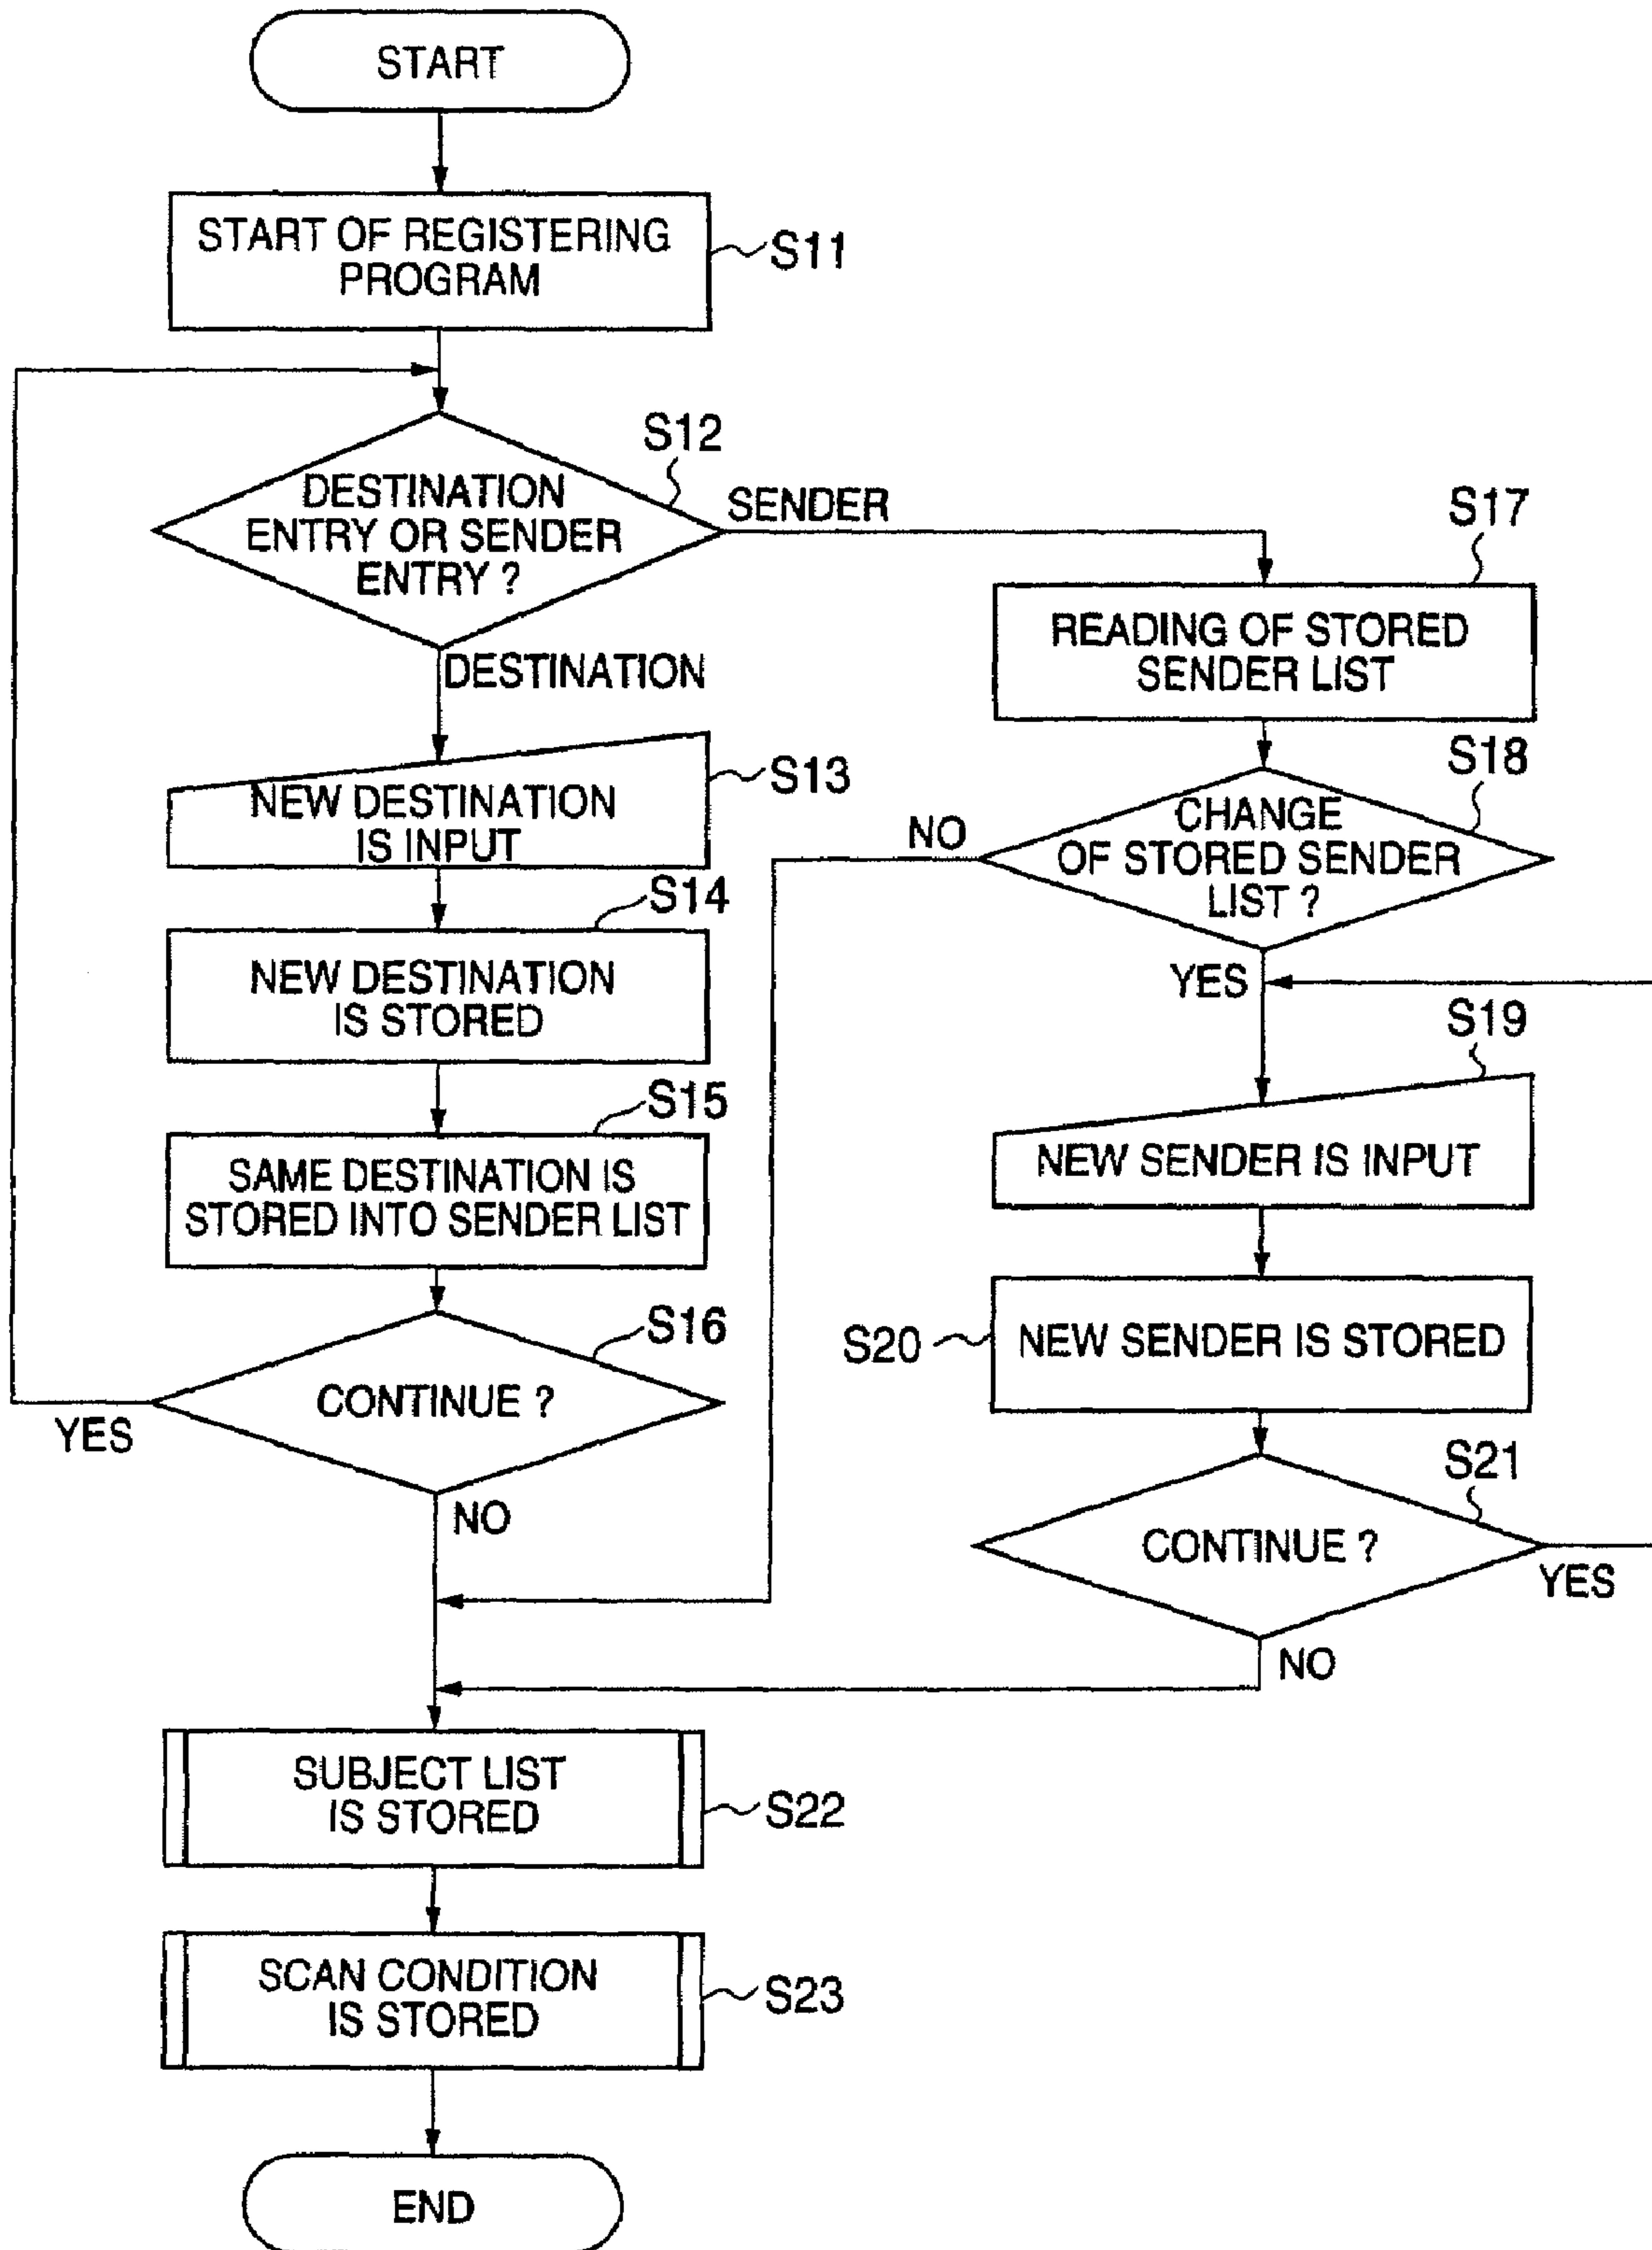 START
START OF REGISTERING
PROGRAM
S11
S12
DESTINATION
ENTRY OR SENDER
ENTRY ?
SENDER
DESTINATION
NEW DESTINATION
IS INPUT
S13
S14
NEW DESTINATION
IS STORED
S15
SAME DESTINATION IS
STORED INTO SENDER LIST
S16
CONTINUE ?
YES
NO
S17
READING OF STORED
SENDER LIST
S18
CHANGE
OF STORED SENDER
LIST ?
NO
YES
S19
NEW SENDER IS INPUT
S20
NEW SENDER IS STORED
S21
CONTINUE ?
YES
NO
SUBJECT LIST
IS STORED
S22
SCAN CONDITION
IS STORED
S23
END